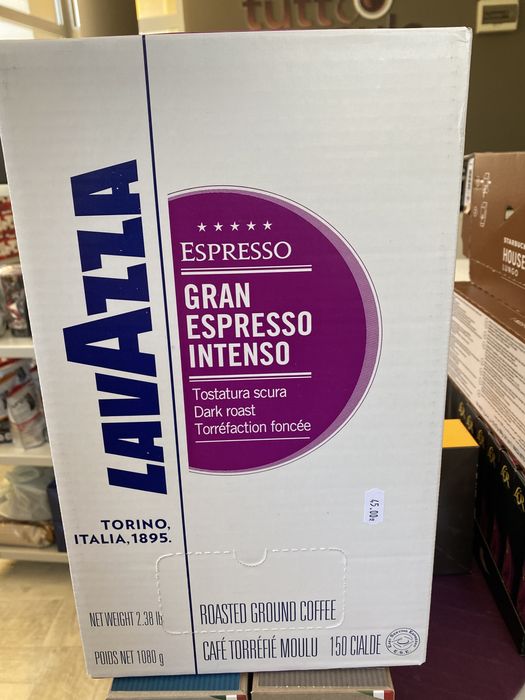 tutto
LAVAZZA
TORINO,
ITALIA, 1895.
★★★★★
ESPRESSO
GRAN
ESPRESSO
INTENSO
Tostatura scura
Dark roast
Torréfaction foncée
45.00
NET WEIGHT 2.38 lb
POIDS NET 1080 g
ROASTED GROUND COFFEE
CAFÉ TORRÉFIÉ MOULU 150 CIALDE
E.S.E.
HOUSE
LUNGO